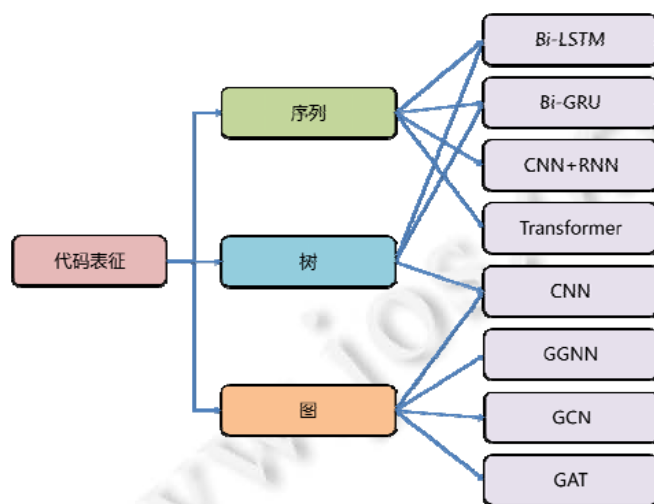 Bi-LSTM
序列
Bi-GRU
CNN+RNN
Transformer
代码表征
树
CNN
GGNN
图
GCN
GAT